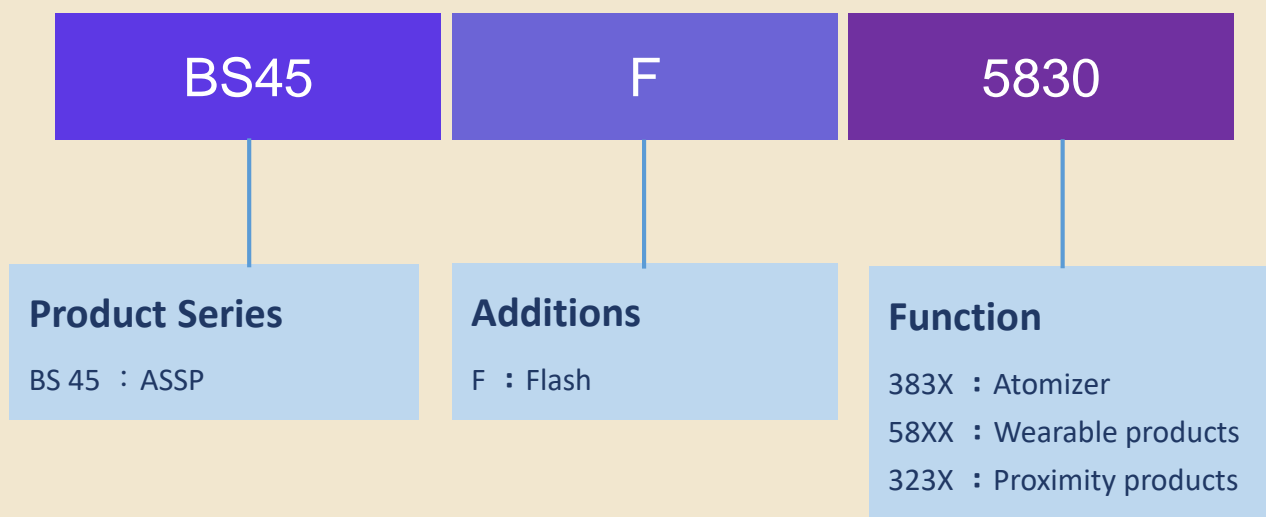 BS45
F
5830
Product Series
BS 45 ：ASSP
Additions
F ：Flash
Function
383X ：Atomizer
58XX ：Wearable products
323X ：Proximity products